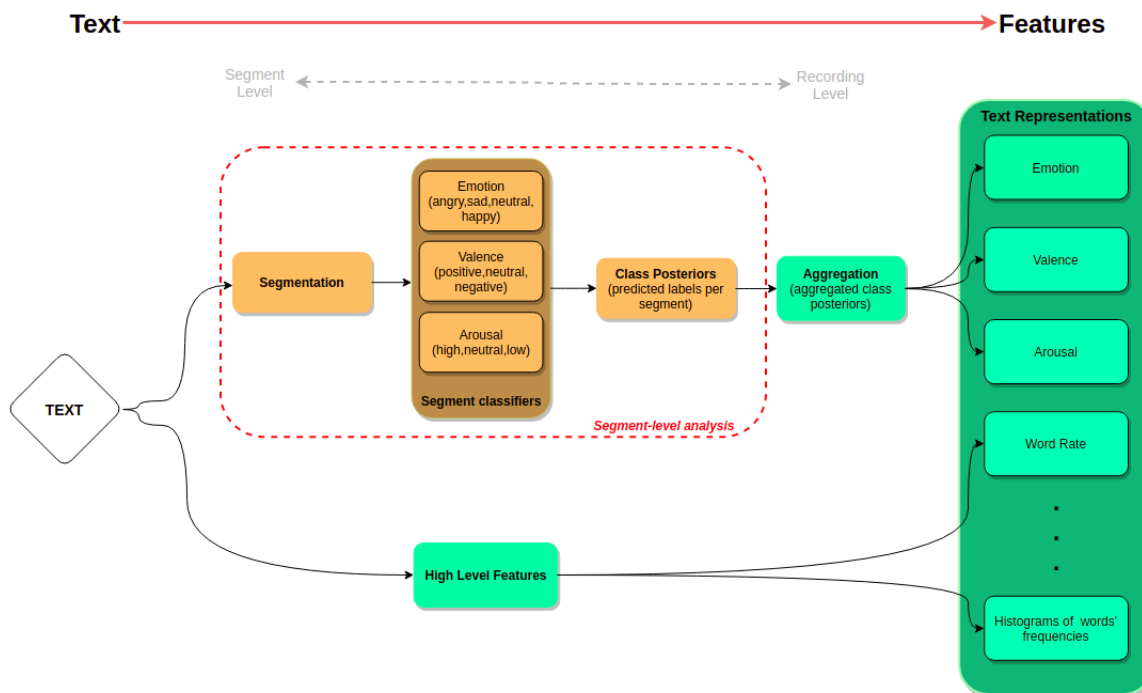 Text
Features
Segment
Level
Recording
Level
Text Representations
Emotion
(angry,sad,neutral,
happy)
Emotion
Valence
(positive,neutral,
negative)
Valence
Segmentation
Class Posteriors
(predicted labels per
segment)
Aggregation
(aggregated class
posteriors)
Arousal
(high,neutral,low)
Arousal
Segment classifiers
TEXT
Segment-level analysis
Word Rate
.
.
.
High Level Features
Histograms of words'
frequencies